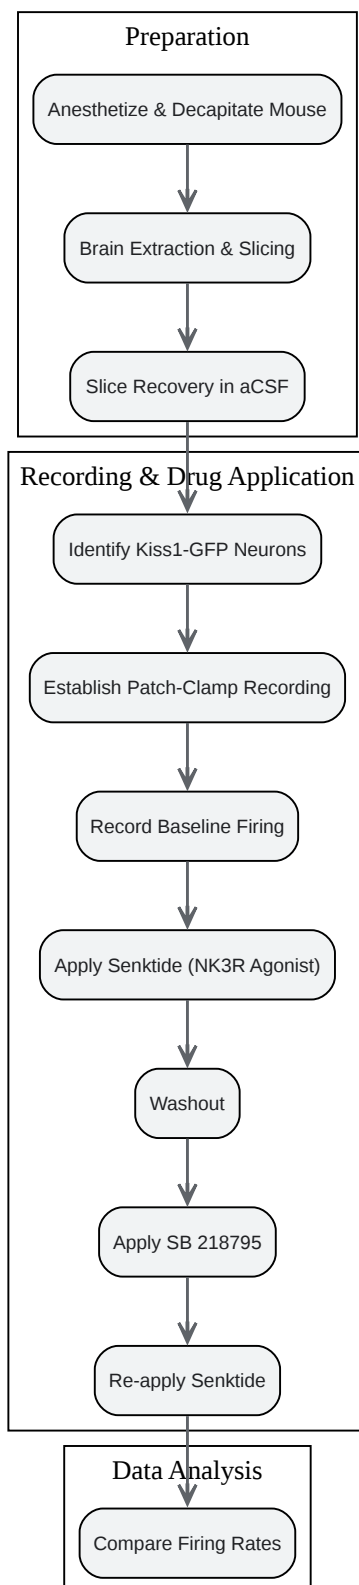 Preparation
Anesthetize & Decapitate Mouse
Brain Extraction & Slicing
Slice Recovery in aCSF
Recording & Drug Application
Identify Kiss1-GFP Neurons
Establish Patch-Clamp Recording
Record Baseline Firing
Apply Senktide (NK3R Agonist)
Washout
Apply SB 218795
Re-apply Senktide
Data Analysis
Compare Firing Rates